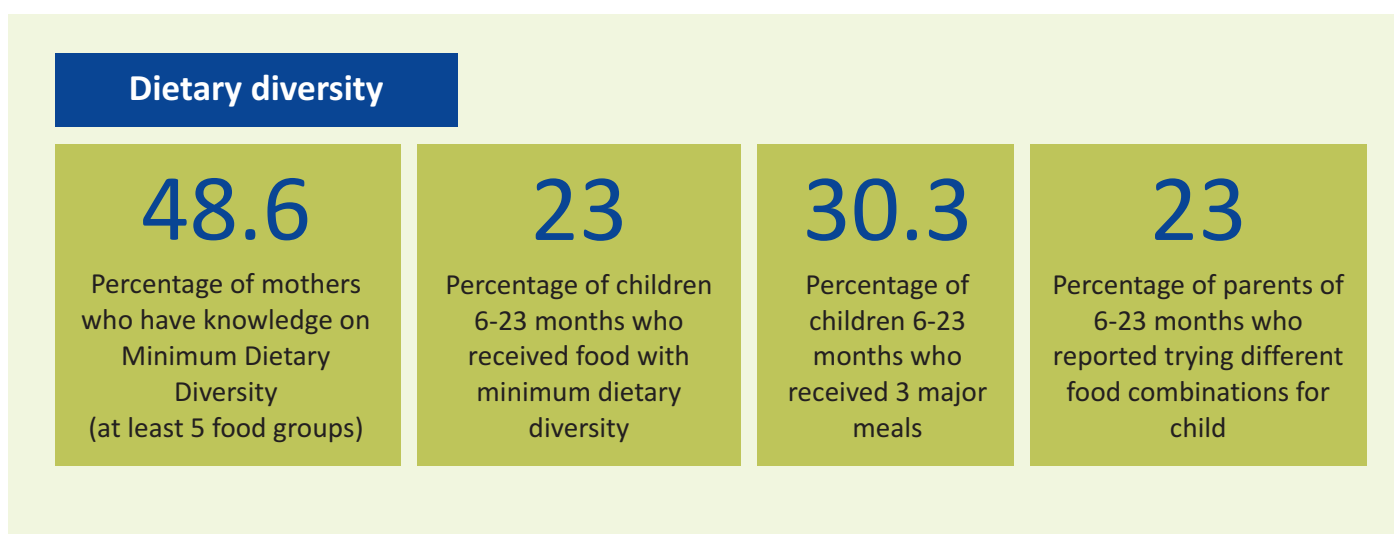 Dietary diversity
48.6
Percentage of mothers
who have knowledge on
Minimum Dietary
Diversity
(at least 5 food groups)
23
Percentage of children
6-23 months who
received food with
minimum dietary
diversity
30.3
Percentage of
children 6-23
months who
received 3 major
meals
23
Percentage of parents of
6-23 months who
reported trying different
food combinations for
child